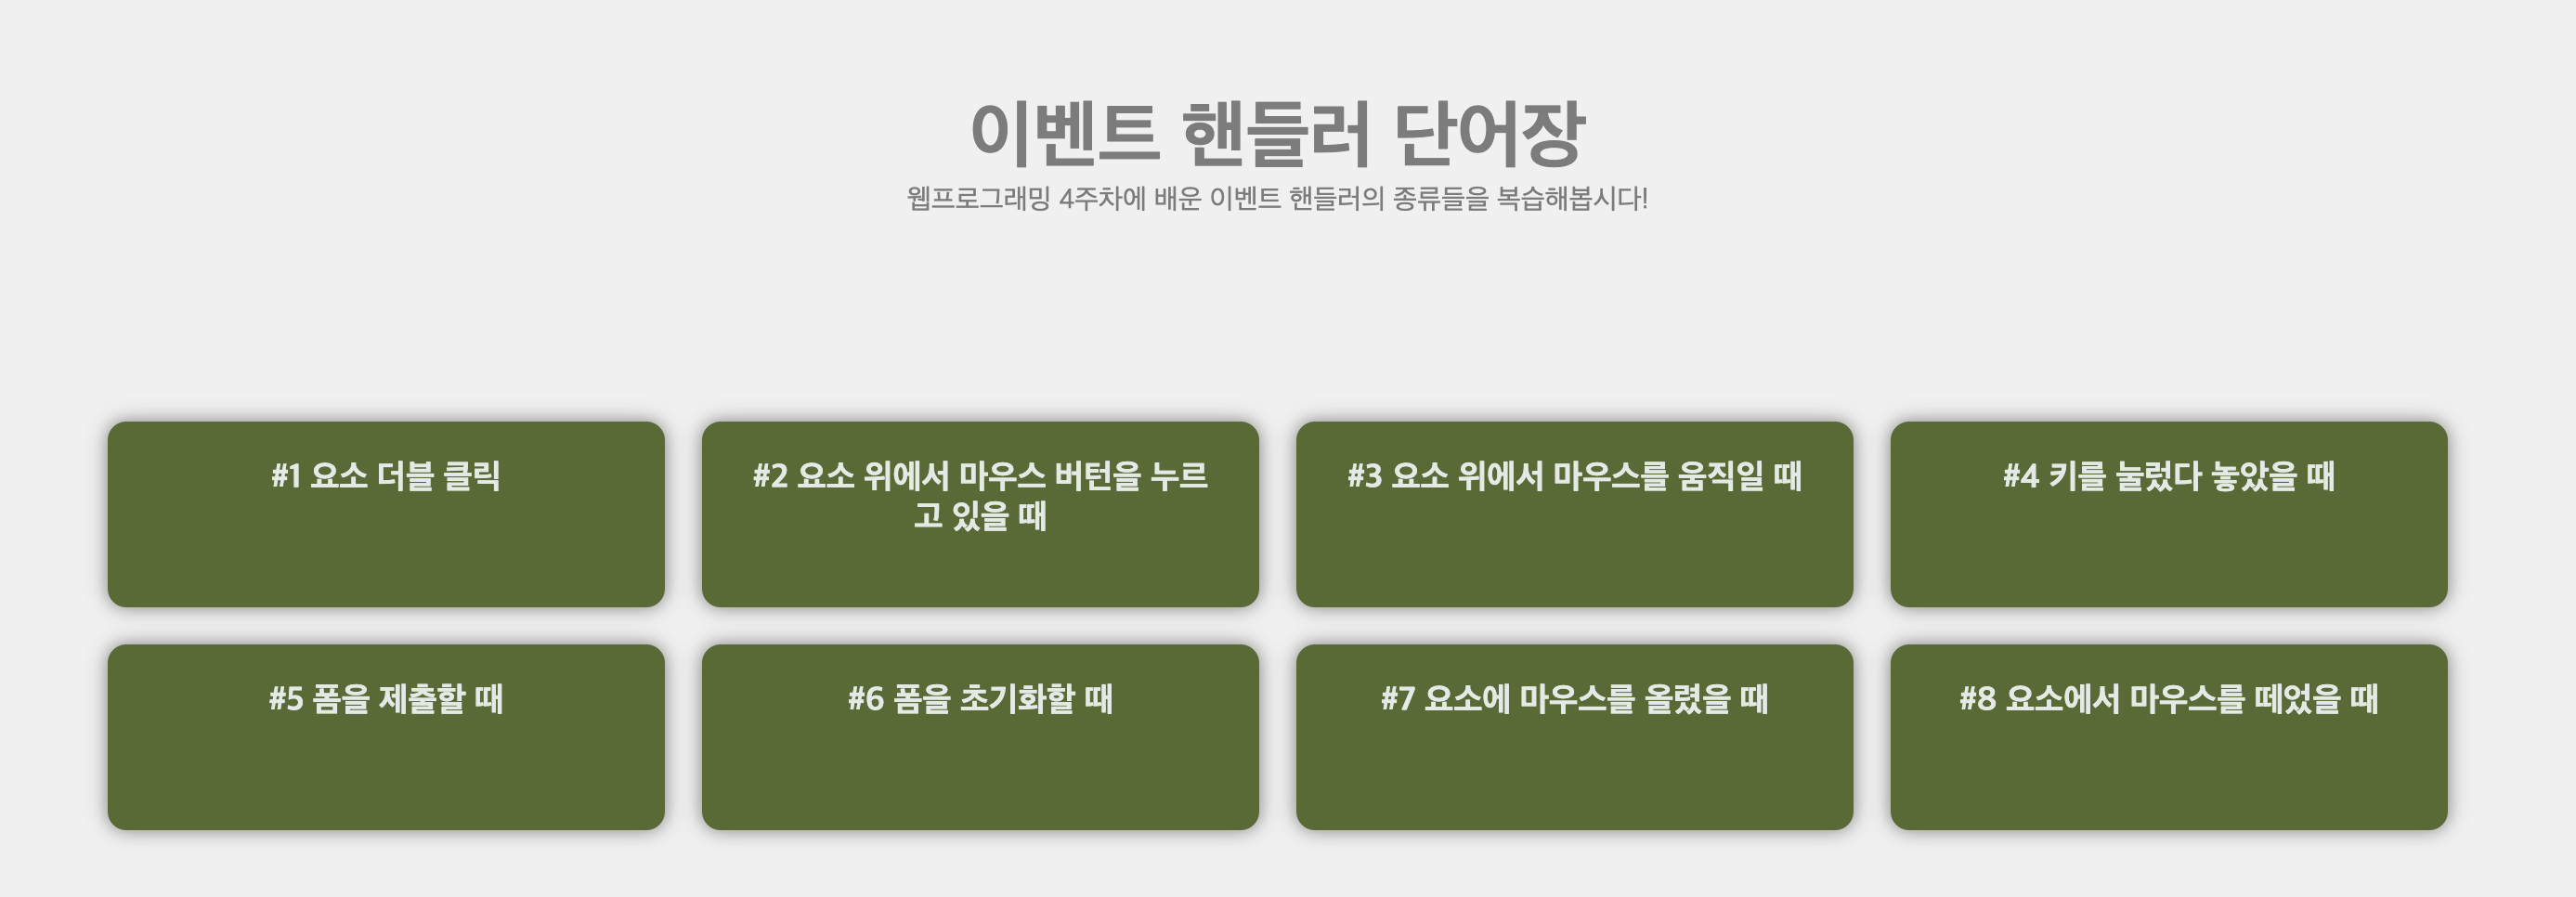 이벤트 핸들러 단어장
웹프로그래밍 4주차에 배운 이벤트 핸들러의 종류들을 복습해봅시다!
#1 요소 더블 클릭
#2 요소 위에서 마우스 버턴을 누르
고 있을 때
#3 요소 위에서 마우스를 움직일 때
#4 키를 눌렀다 놓았을 때
#5 폼을 제출할 때
#6 폼을 초기화할 때
#7 요소에 마우스를 올렸을 때
#8 요소에서 마우스를 떼었을 때